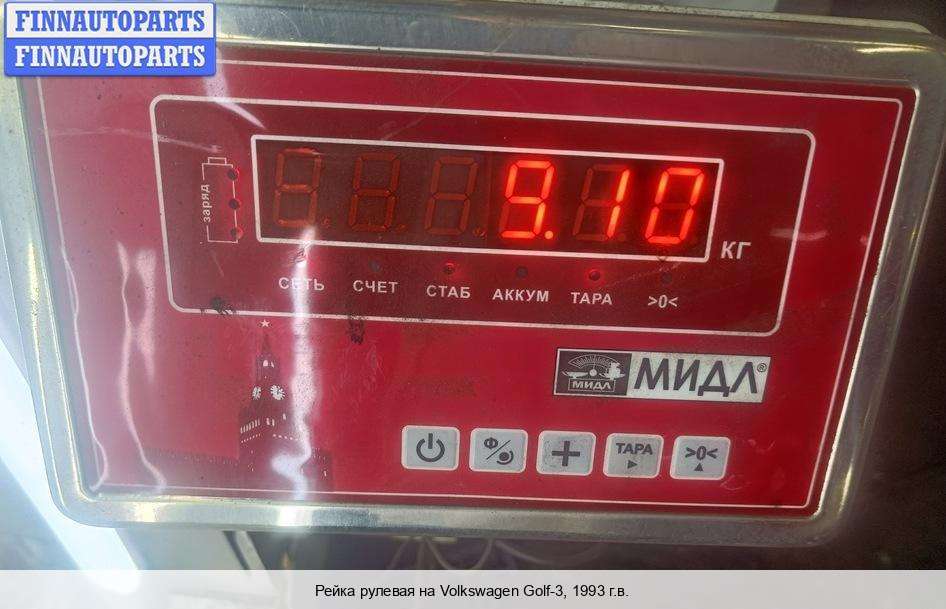 FINNAUTOPARTS
FINNAUTOPARTS
заряд
9.10
КГ
СЕТЬ СЧЕТ СТАБ АККУМ ТАРА >0<
МИДЛ
МИДЛ®
Ф/ + ТАРА >0<
Рейка рулевая на Volkswagen Golf-3, 1993 г.в.